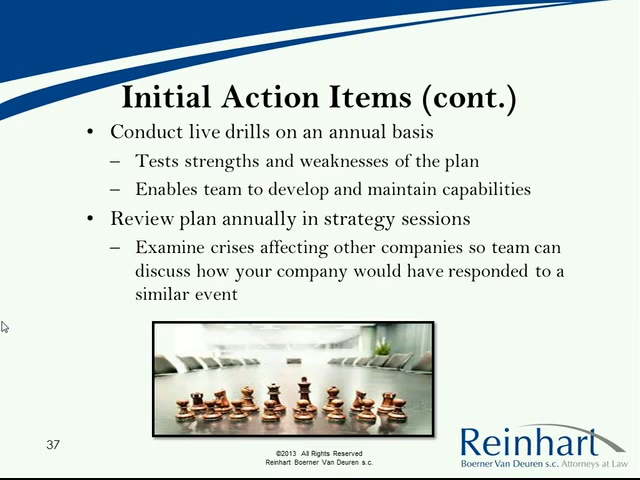 Initial Action Items (cont.)
• Conduct live drills on an annual basis
– Tests strengths and weaknesses of the plan
– Enables team to develop and maintain capabilities
• Review plan annually in strategy sessions
– Examine crises affecting other companies so team can
discuss how your company would have responded to a
similar event
37
©2013 All Rights Reserved
Reinhart Boerner Van Deuren s.c.
Reinhart
Boerner Van Deuren s.c. Attorneys at Law